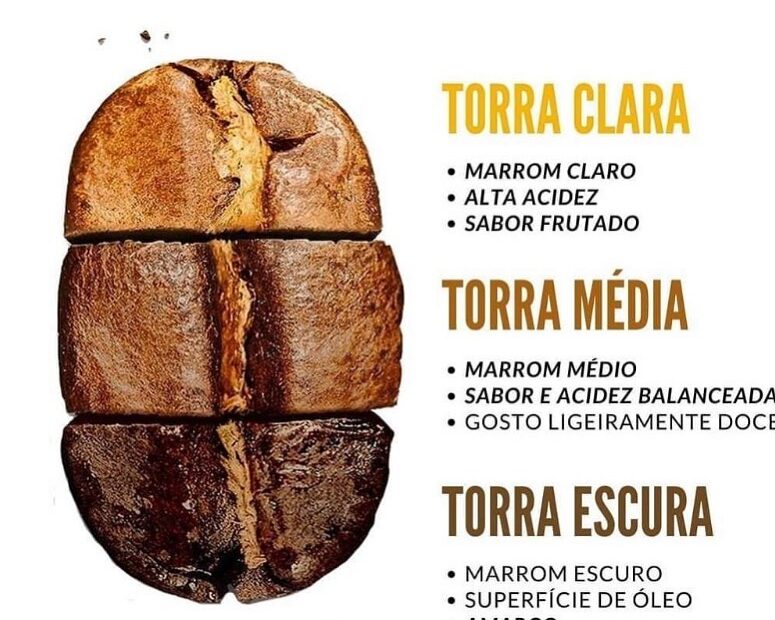 TORRA CLARA
• MARROM CLARO
• ALTA ACIDEZ
• SABOR FRUTADO
TORRA MÉDIA
• MARROM MÉDIO
• SABOR E ACIDEZ BALANCEADA
• GOSTO LIGEIRAMENTE DOCE
TORRA ESCURA
• MARROM ESCURO
• SUPERFÍCIE DE ÓLEO